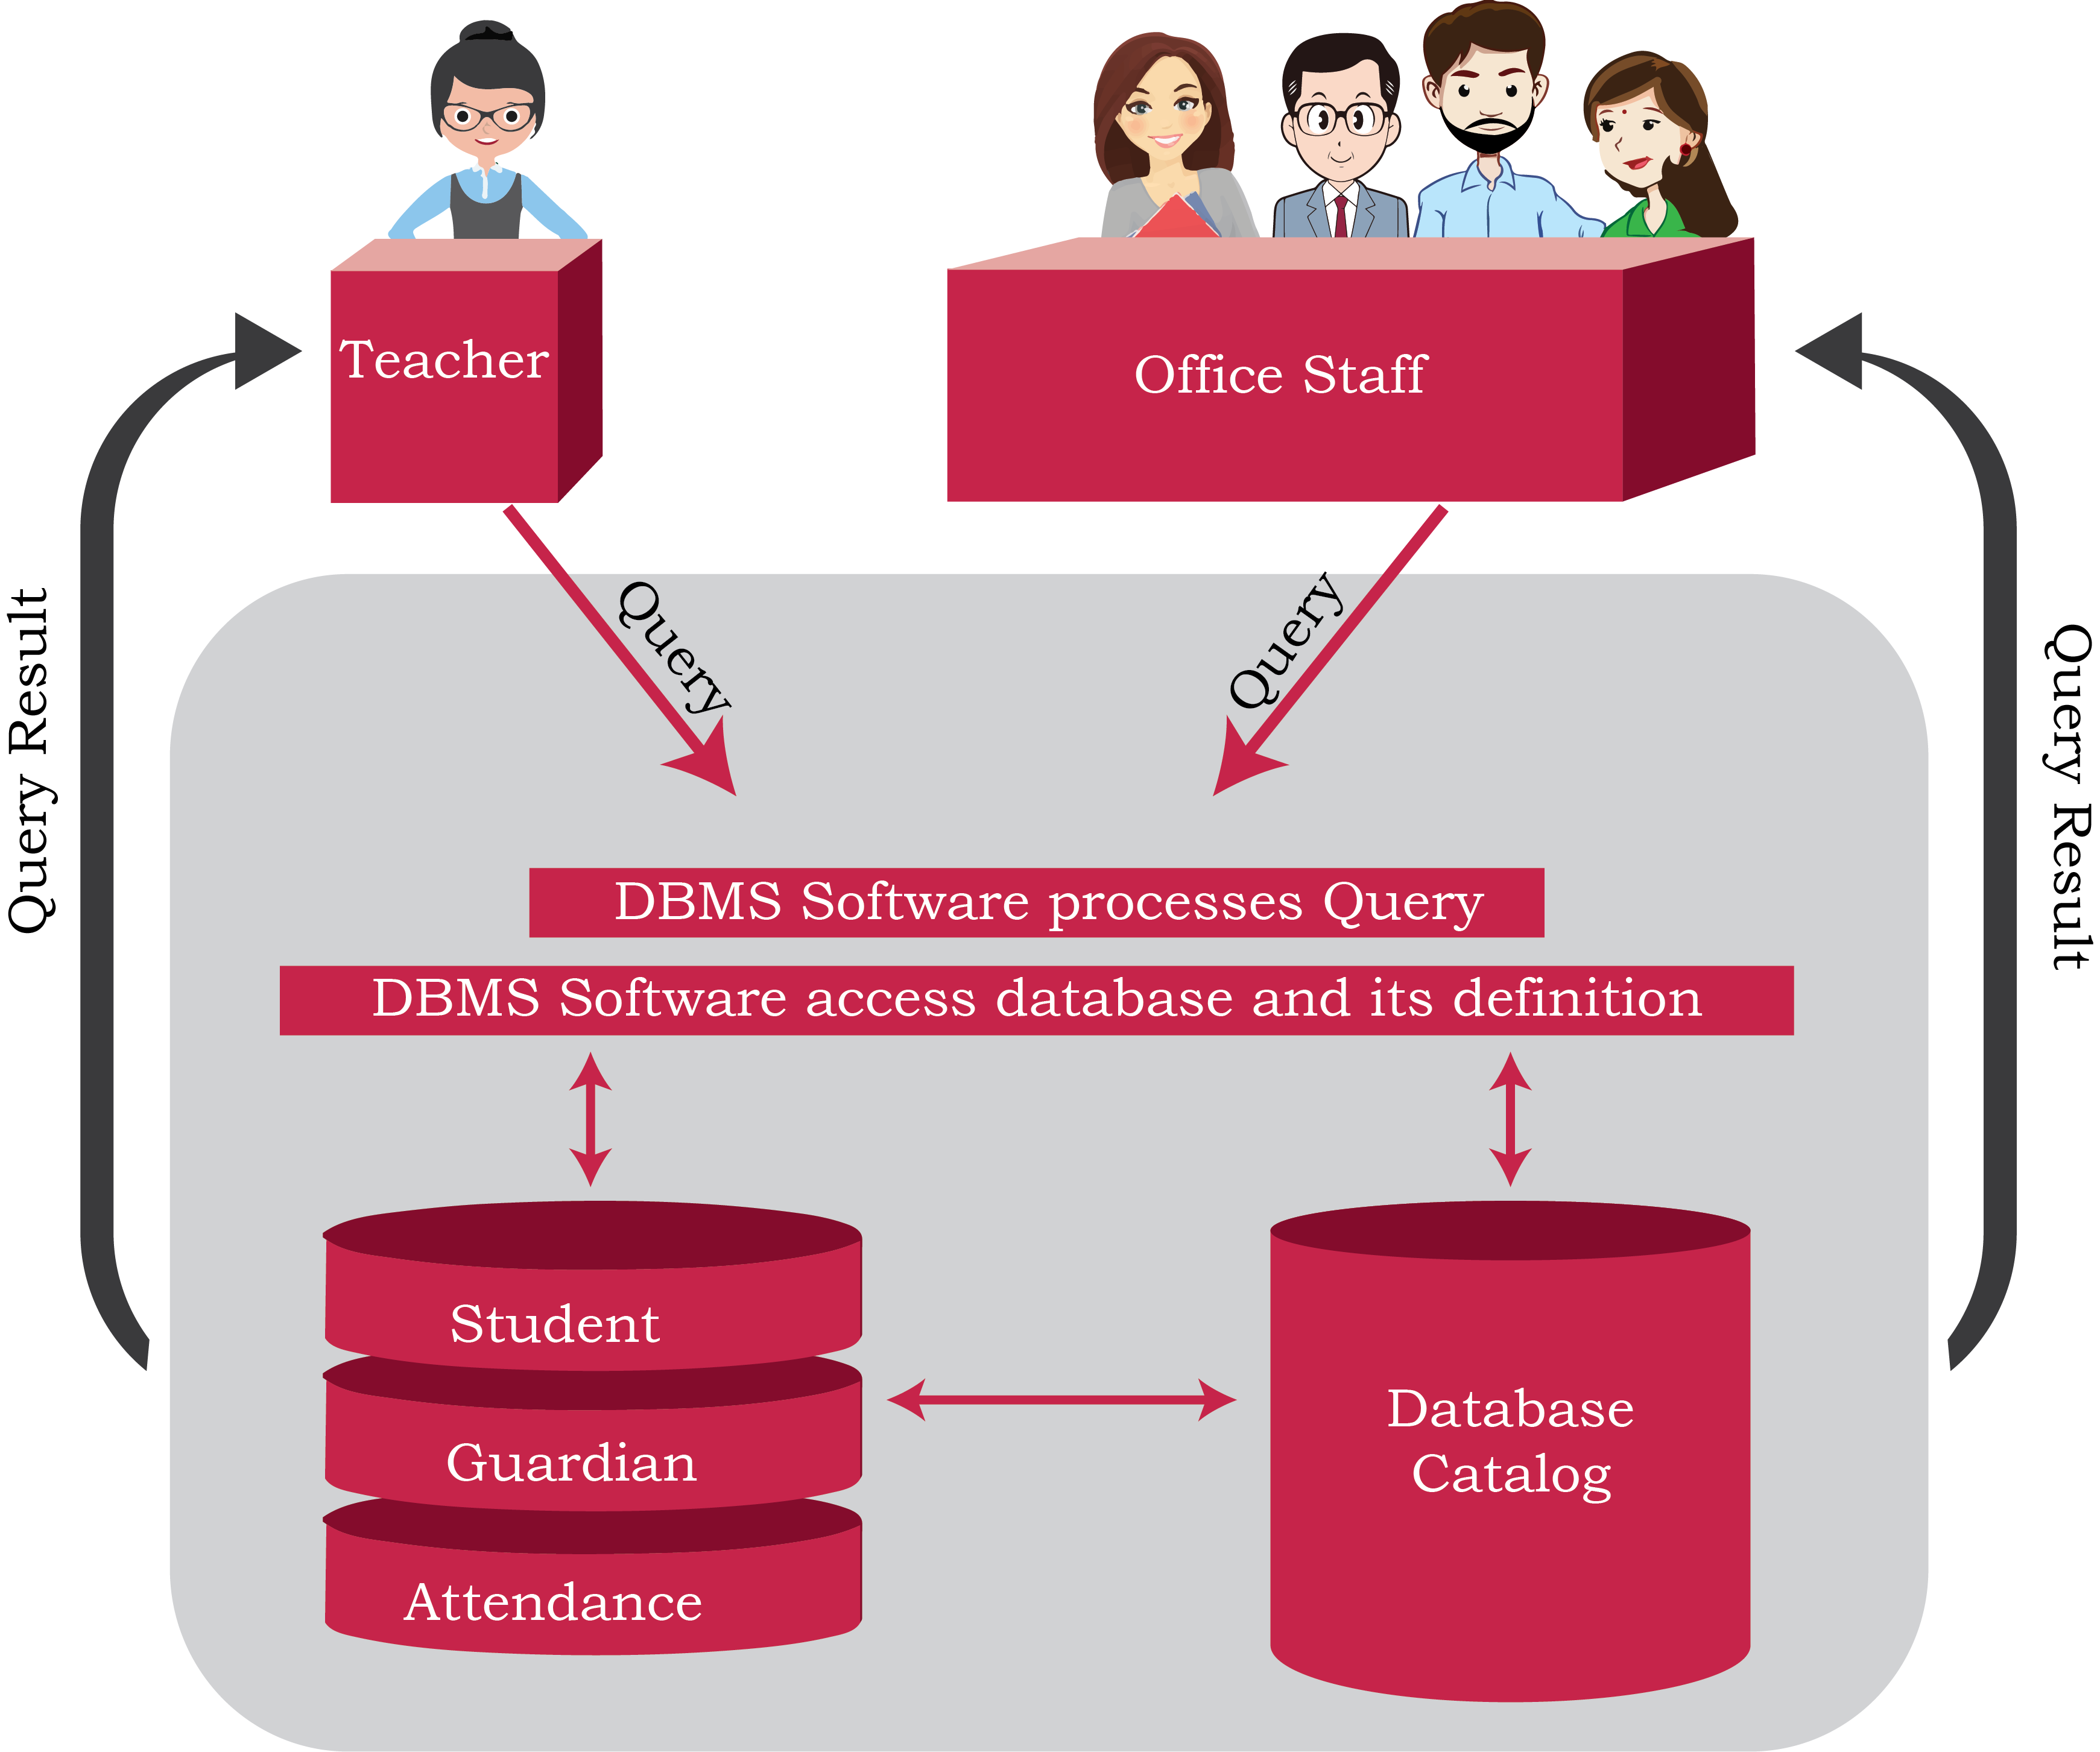 Teacher
Office Staff
Query
Query
Query Result
Query Result
DBMS Software processes Query
DBMS Software access database and its definition
Student
Guardian
Attendance
Database
Catalog